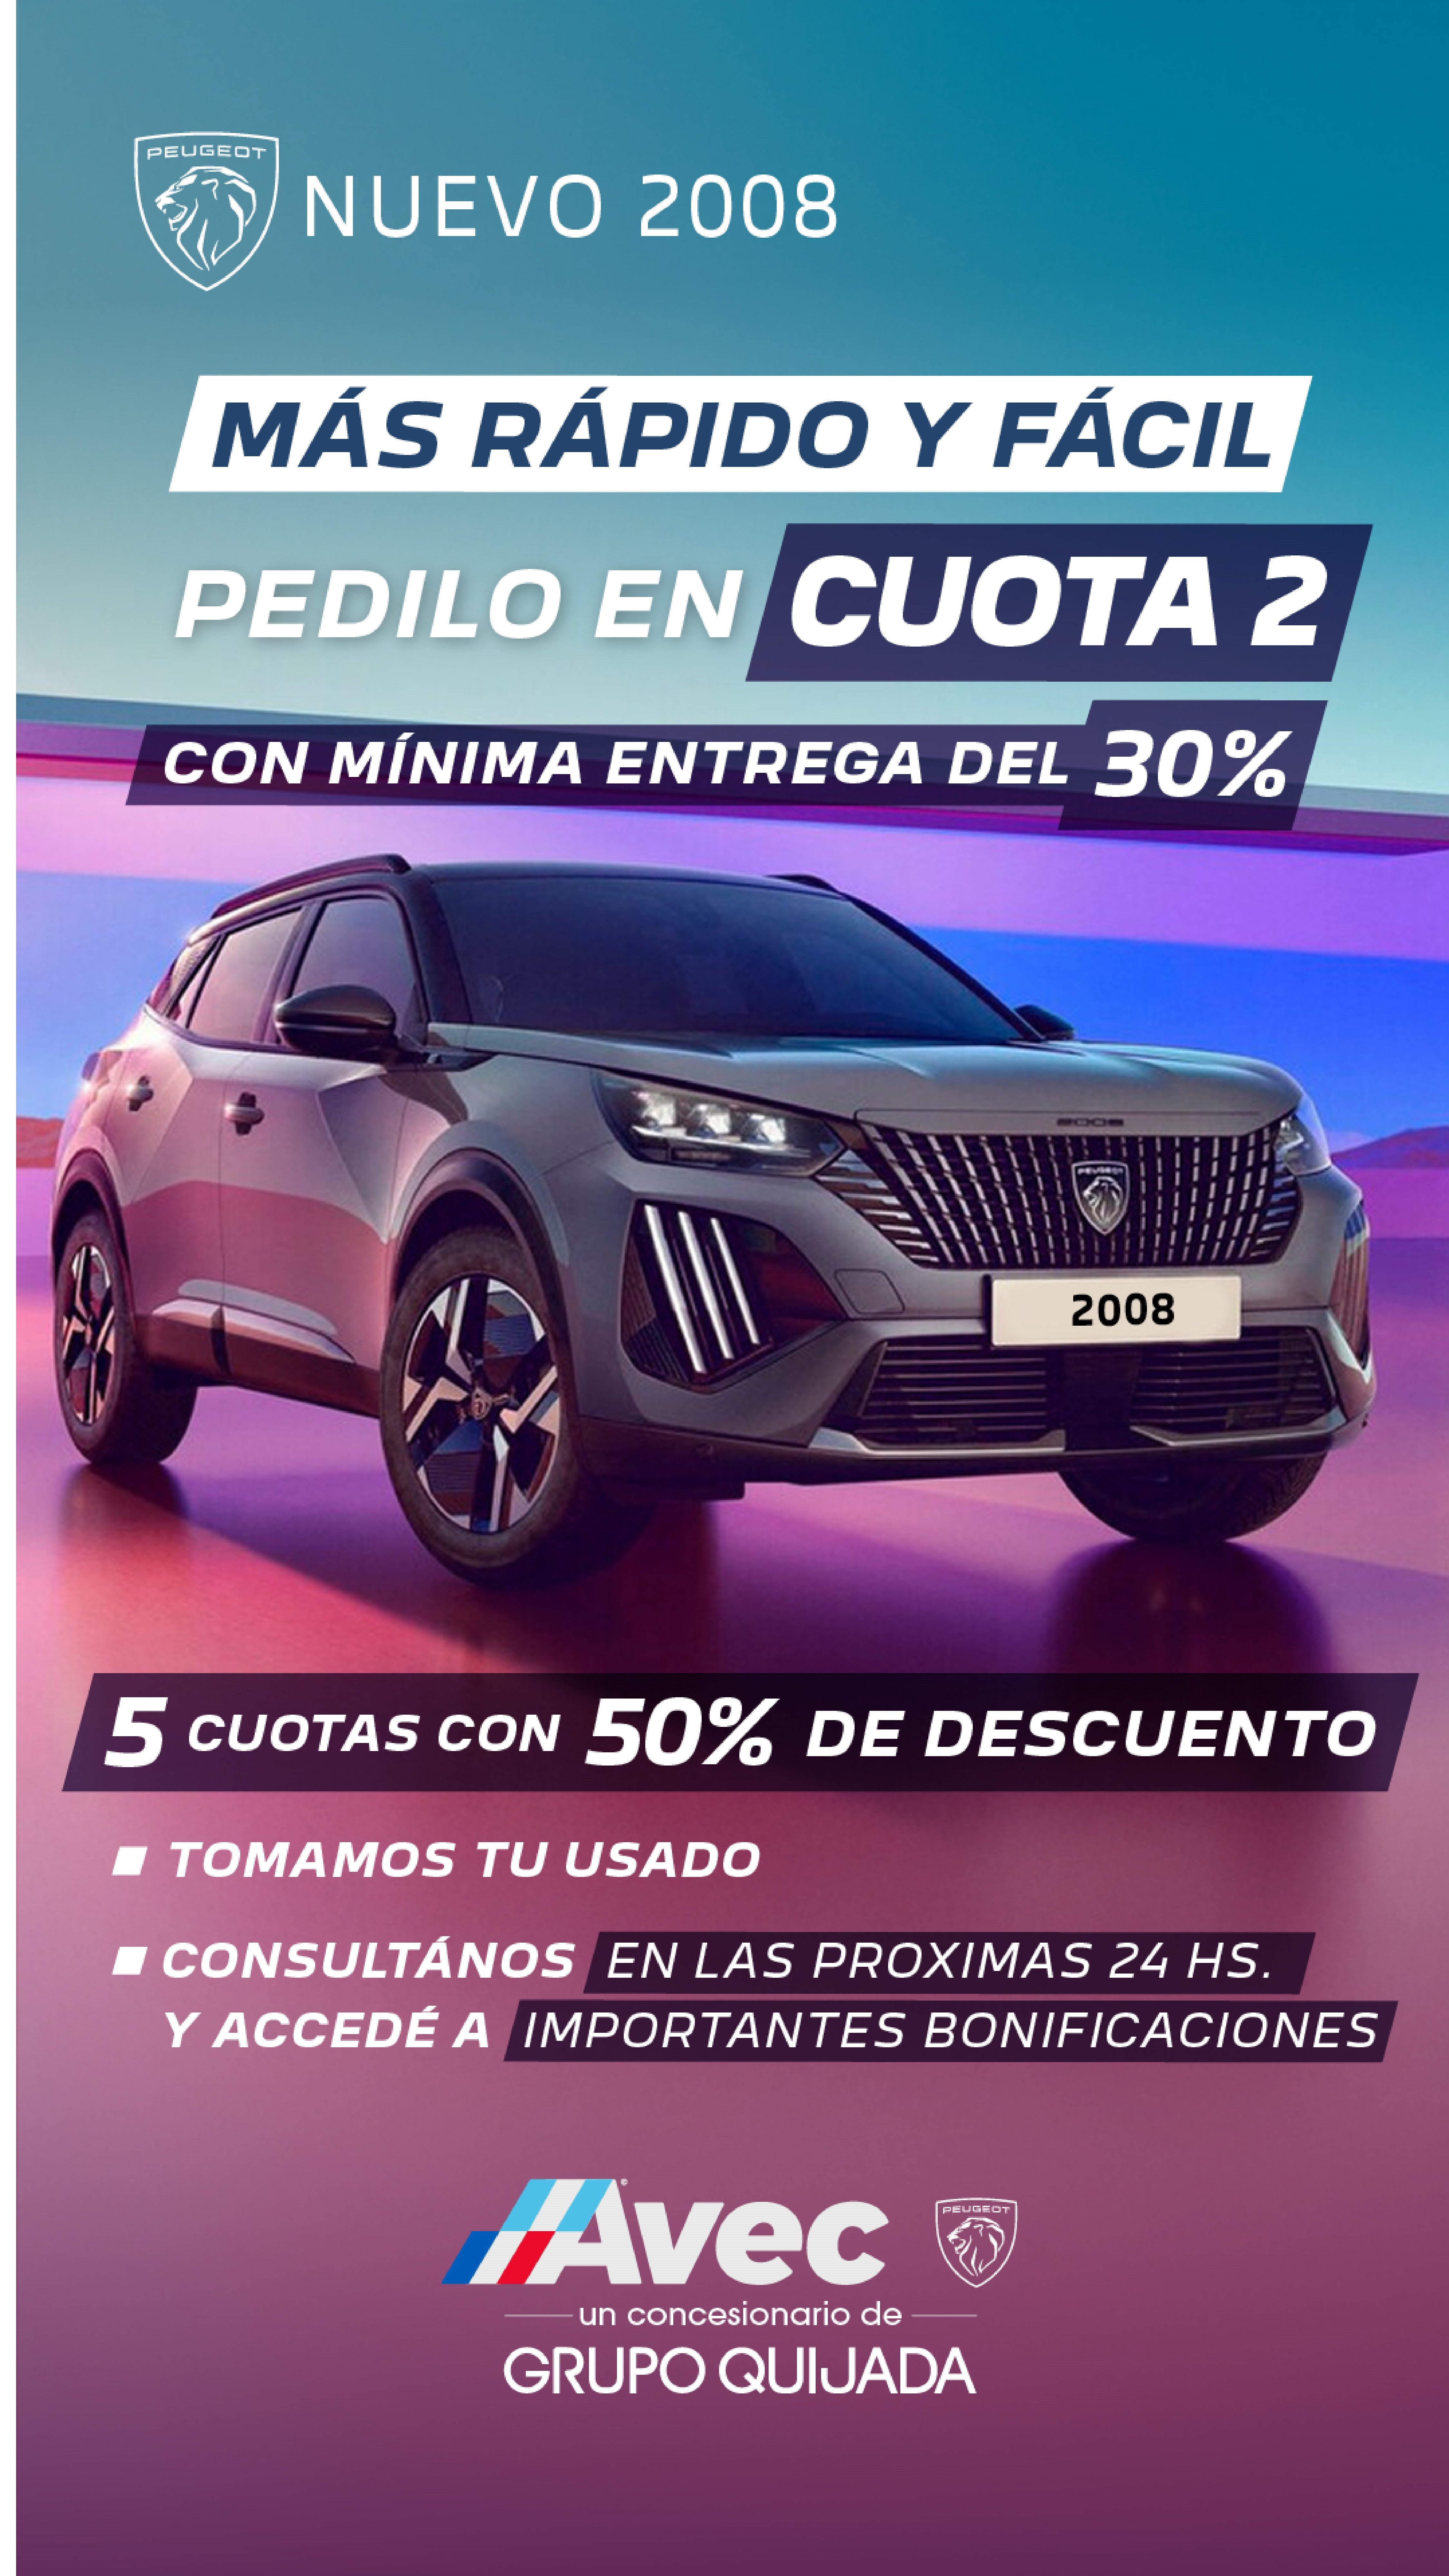 PEUGEOT
NUEVO 2008
MÁS RÁPIDO Y FÁCIL
PEDILO EN CUOTA 2
CON MÍNIMA ENTREGA DEL 30%
2008
PEUGEOT
2008
5 CUOTAS CON 50% DE DESCUENTO
TOMAMOS TU USADO
CONSULTÁNOS EN LAS PROXIMAS 24 HS.
Y ACCEDÉ A IMPORTANTES BONIFICACIONES
Avec
PEUGEOT
un concesionario de
GRUPO QUIJADA